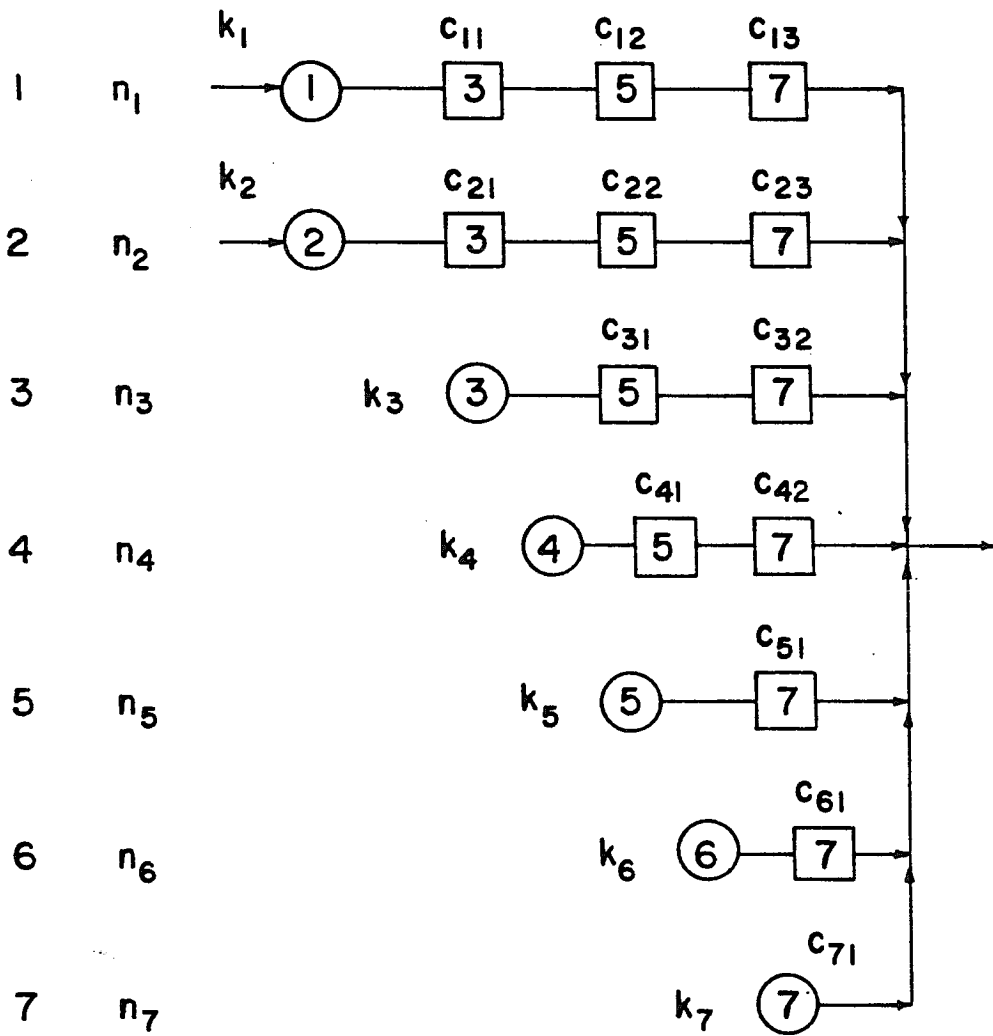 k₁ c₁₁ c₁₂ c₁₃
1 n₁ 1 3 5 7
k₂ c₂₁ c₂₂ c₂₃
2 n₂ 2 3 5 7
c₃₁ c₃₂
3 n₃ k₃ 3 5 7
c₄₁ c₄₂
4 n₄ k₄ 4 5 7
c₅₁
5 n₅ k₅ 5 7
c₆₁
6 n₆ k₆ 6 7
c₇₁
7 n₇ k₇ 7